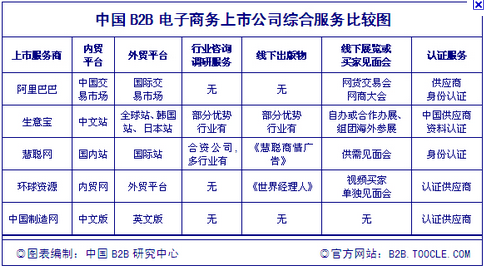 中国B2B 电子商务上市公司综合服务比较图
上市服务商 内贸平台 外贸平台 行业咨询调研服务 线下出版物 线下展览或买家见面会 认证服务
阿里巴巴 中国交易市场 国际交易市场 无 无 网货交易会网商大会 供应商身份认证
生意宝 中文站 全球站、韩国站、日本站 部分优势行业有 部分优势行业有 自办或合作办展、组团海外参展 中国供应商资料认证
慧聪网 国内站 国际站 合资公司,多行业有 《慧聪商情广告》 供需见面会 身份认证
环球资源 内贸网 外贸平台 无 《世界经理人》 视频买家单独见面会 认证供应商
中国制造网 中文版 英文版 无 无 无 认证供应商
◎图表编制：中国B2B研究中心 ◎官方网站：B2B.TOOCLE.COM